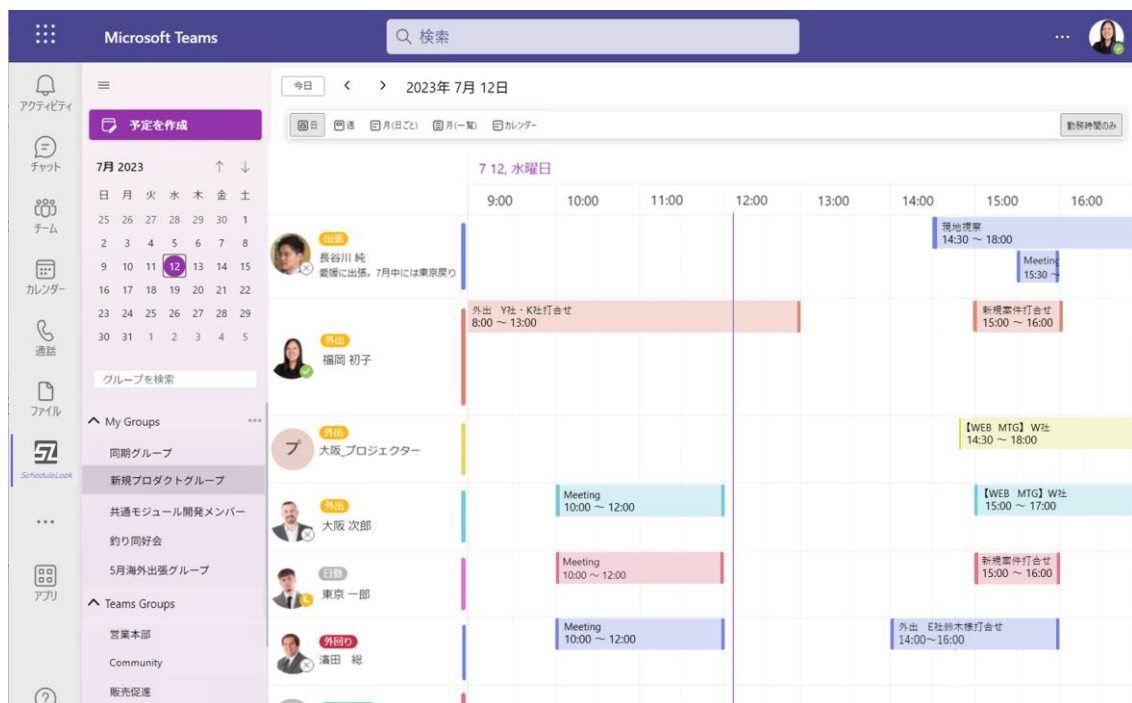 Microsoft Teams
検索
アクティビティ
チャット
チーム
カレンダー
通話
ファイル
ScheduleLook
アプリ
予定を作成
7月 2023
日 月 火 水 木 金 土
25 26 27 28 29 30 1
2 3 4 5 6 7 8
9 10 11 12 13 14 15
16 17 18 19 20 21 22
23 24 25 26 27 28 29
30 31 1 2 3 4 5
グループを検索
My Groups
同期グループ
新規プロダクトグループ
共通モジュール開発メンバー
釣り同好会
5月海外出張グループ
Teams Groups
営業本部
Community
販売促進
今日 2023年 7月 12日
日 週 月(日ごと) 月(一覧) カレンダー 勤務時間のみ
7 12, 水曜日
9:00 10:00 11:00 12:00 13:00 14:00 15:00 16:00
出張
長谷川 純
愛媛に出張。7月中には東京戻り
現地視察
14:30 ～ 18:00
Meeting
15:30 ～
外出
福岡 初子
外出 Y社・K社打合せ
8:00 ～ 13:00
新規案件打合せ
15:00 ～ 16:00
プ
外出
大阪_プロジェクター
【WEB MTG】W社
14:30 ～ 18:00
外出
大阪 次郎
Meeting
10:00 ～ 12:00
【WEB MTG】W社
15:00 ～ 17:00
日勤
東京 一郎
Meeting
10:00 ～ 12:00
新規案件打合せ
15:00 ～ 16:00
外回り
濱田 総
Meeting
10:00 ～ 12:00
外出 E社鈴木様打合せ
14:00～16:00